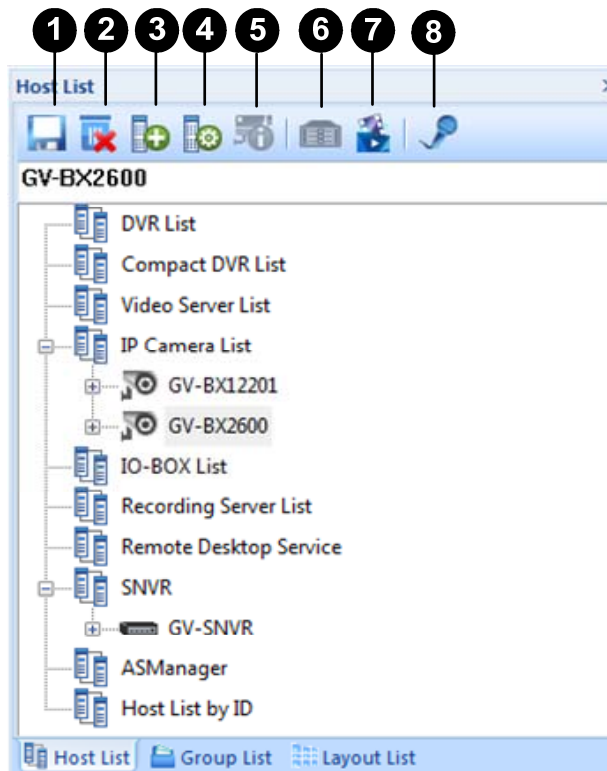 1 2 3 4 5 6 7 8
Host List
GV-BX2600
DVR List
Compact DVR List
Video Server List
IP Camera List
GV-BX12201
GV-BX2600
IO-BOX List
Recording Server List
Remote Desktop Service
SNVR
GV-SNVR
ASManager
Host List by ID
Host List Group List Layout List